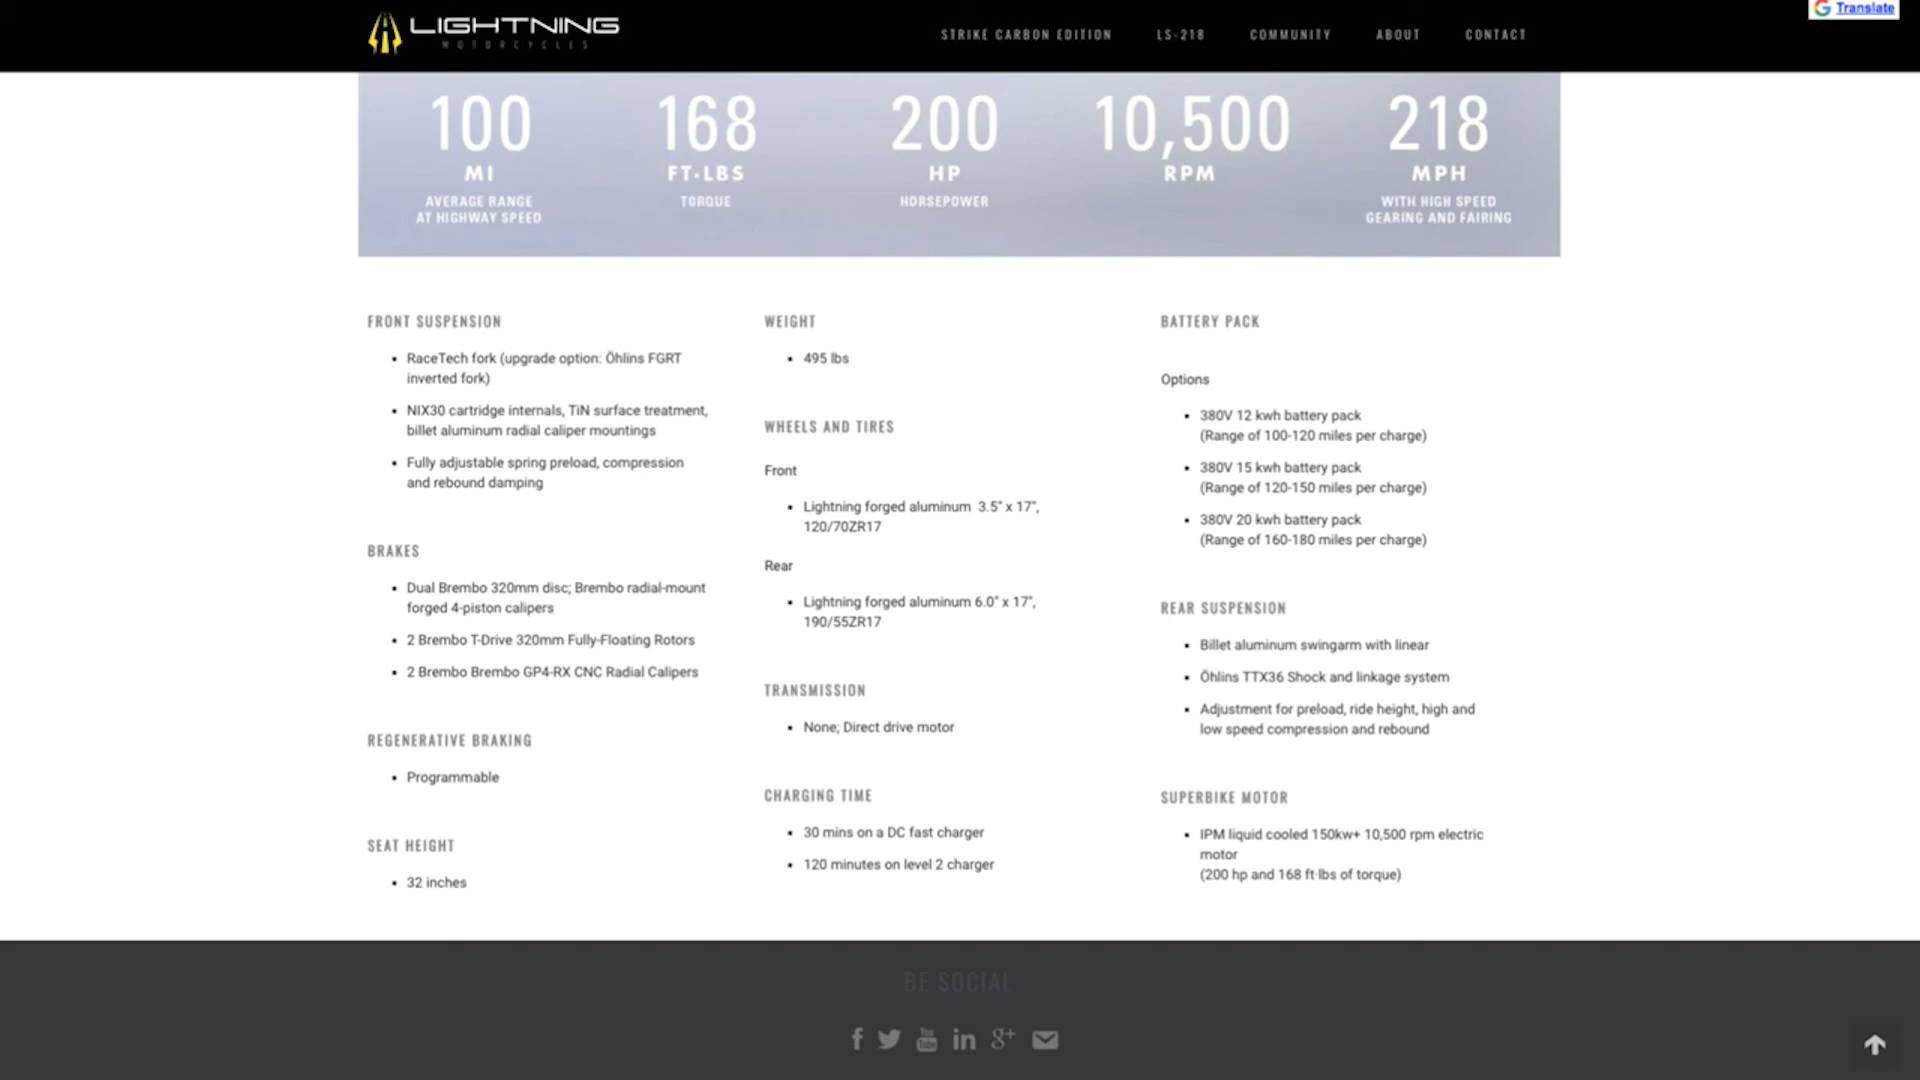 LIGHTNING
MOTORCYCLES
STRIKE CARBON EDITION
LS-218
COMMUNITY
ABOUT
CONTACT
Translate
100
MI
AVERAGE RANGE
AT HIGHWAY SPEED
168
FT·LBS
TORQUE
200
HP
HORSEPOWER
10,500
RPM
218
MPH
WITH HIGH SPEED
GEARING AND FAIRING
FRONT SUSPENSION
RaceTech fork (upgrade option: Öhlins FGRT
inverted fork)
NIX30 cartridge internals, TiN surface treatment,
billet aluminum radial caliper mountings
Fully adjustable spring preload, compression
and rebound damping
BRAKES
Dual Brembo 320mm disc; Brembo radial-mount
forged 4-piston calipers
2 Brembo T-Drive 320mm Fully-Floating Rotors
2 Brembo Brembo GP4-RX CNC Radial Calipers
REGENERATIVE BRAKING
Programmable
SEAT HEIGHT
32 inches
WEIGHT
495 lbs
WHEELS AND TIRES
Front
Lightning forged aluminum 3.5" x 17",
120/70ZR17
Rear
Lightning forged aluminum 6.0" x 17",
190/55ZR17
TRANSMISSION
None; Direct drive motor
CHARGING TIME
30 mins on a DC fast charger
120 minutes on level 2 charger
BATTERY PACK
Options
380V 12 kwh battery pack
(Range of 100-120 miles per charge)
380V 15 kwh battery pack
(Range of 120-150 miles per charge)
380V 20 kwh battery pack
(Range of 160-180 miles per charge)
REAR SUSPENSION
Billet aluminum swingarm with linear
Öhlins TTX36 Shock and linkage system
Adjustment for preload, ride height, high and
low speed compression and rebound
SUPERBIKE MOTOR
IPM liquid cooled 150kw+ 10,500 rpm electric
motor
(200 hp and 168 ft·lbs of torque)
BE SOCIAL